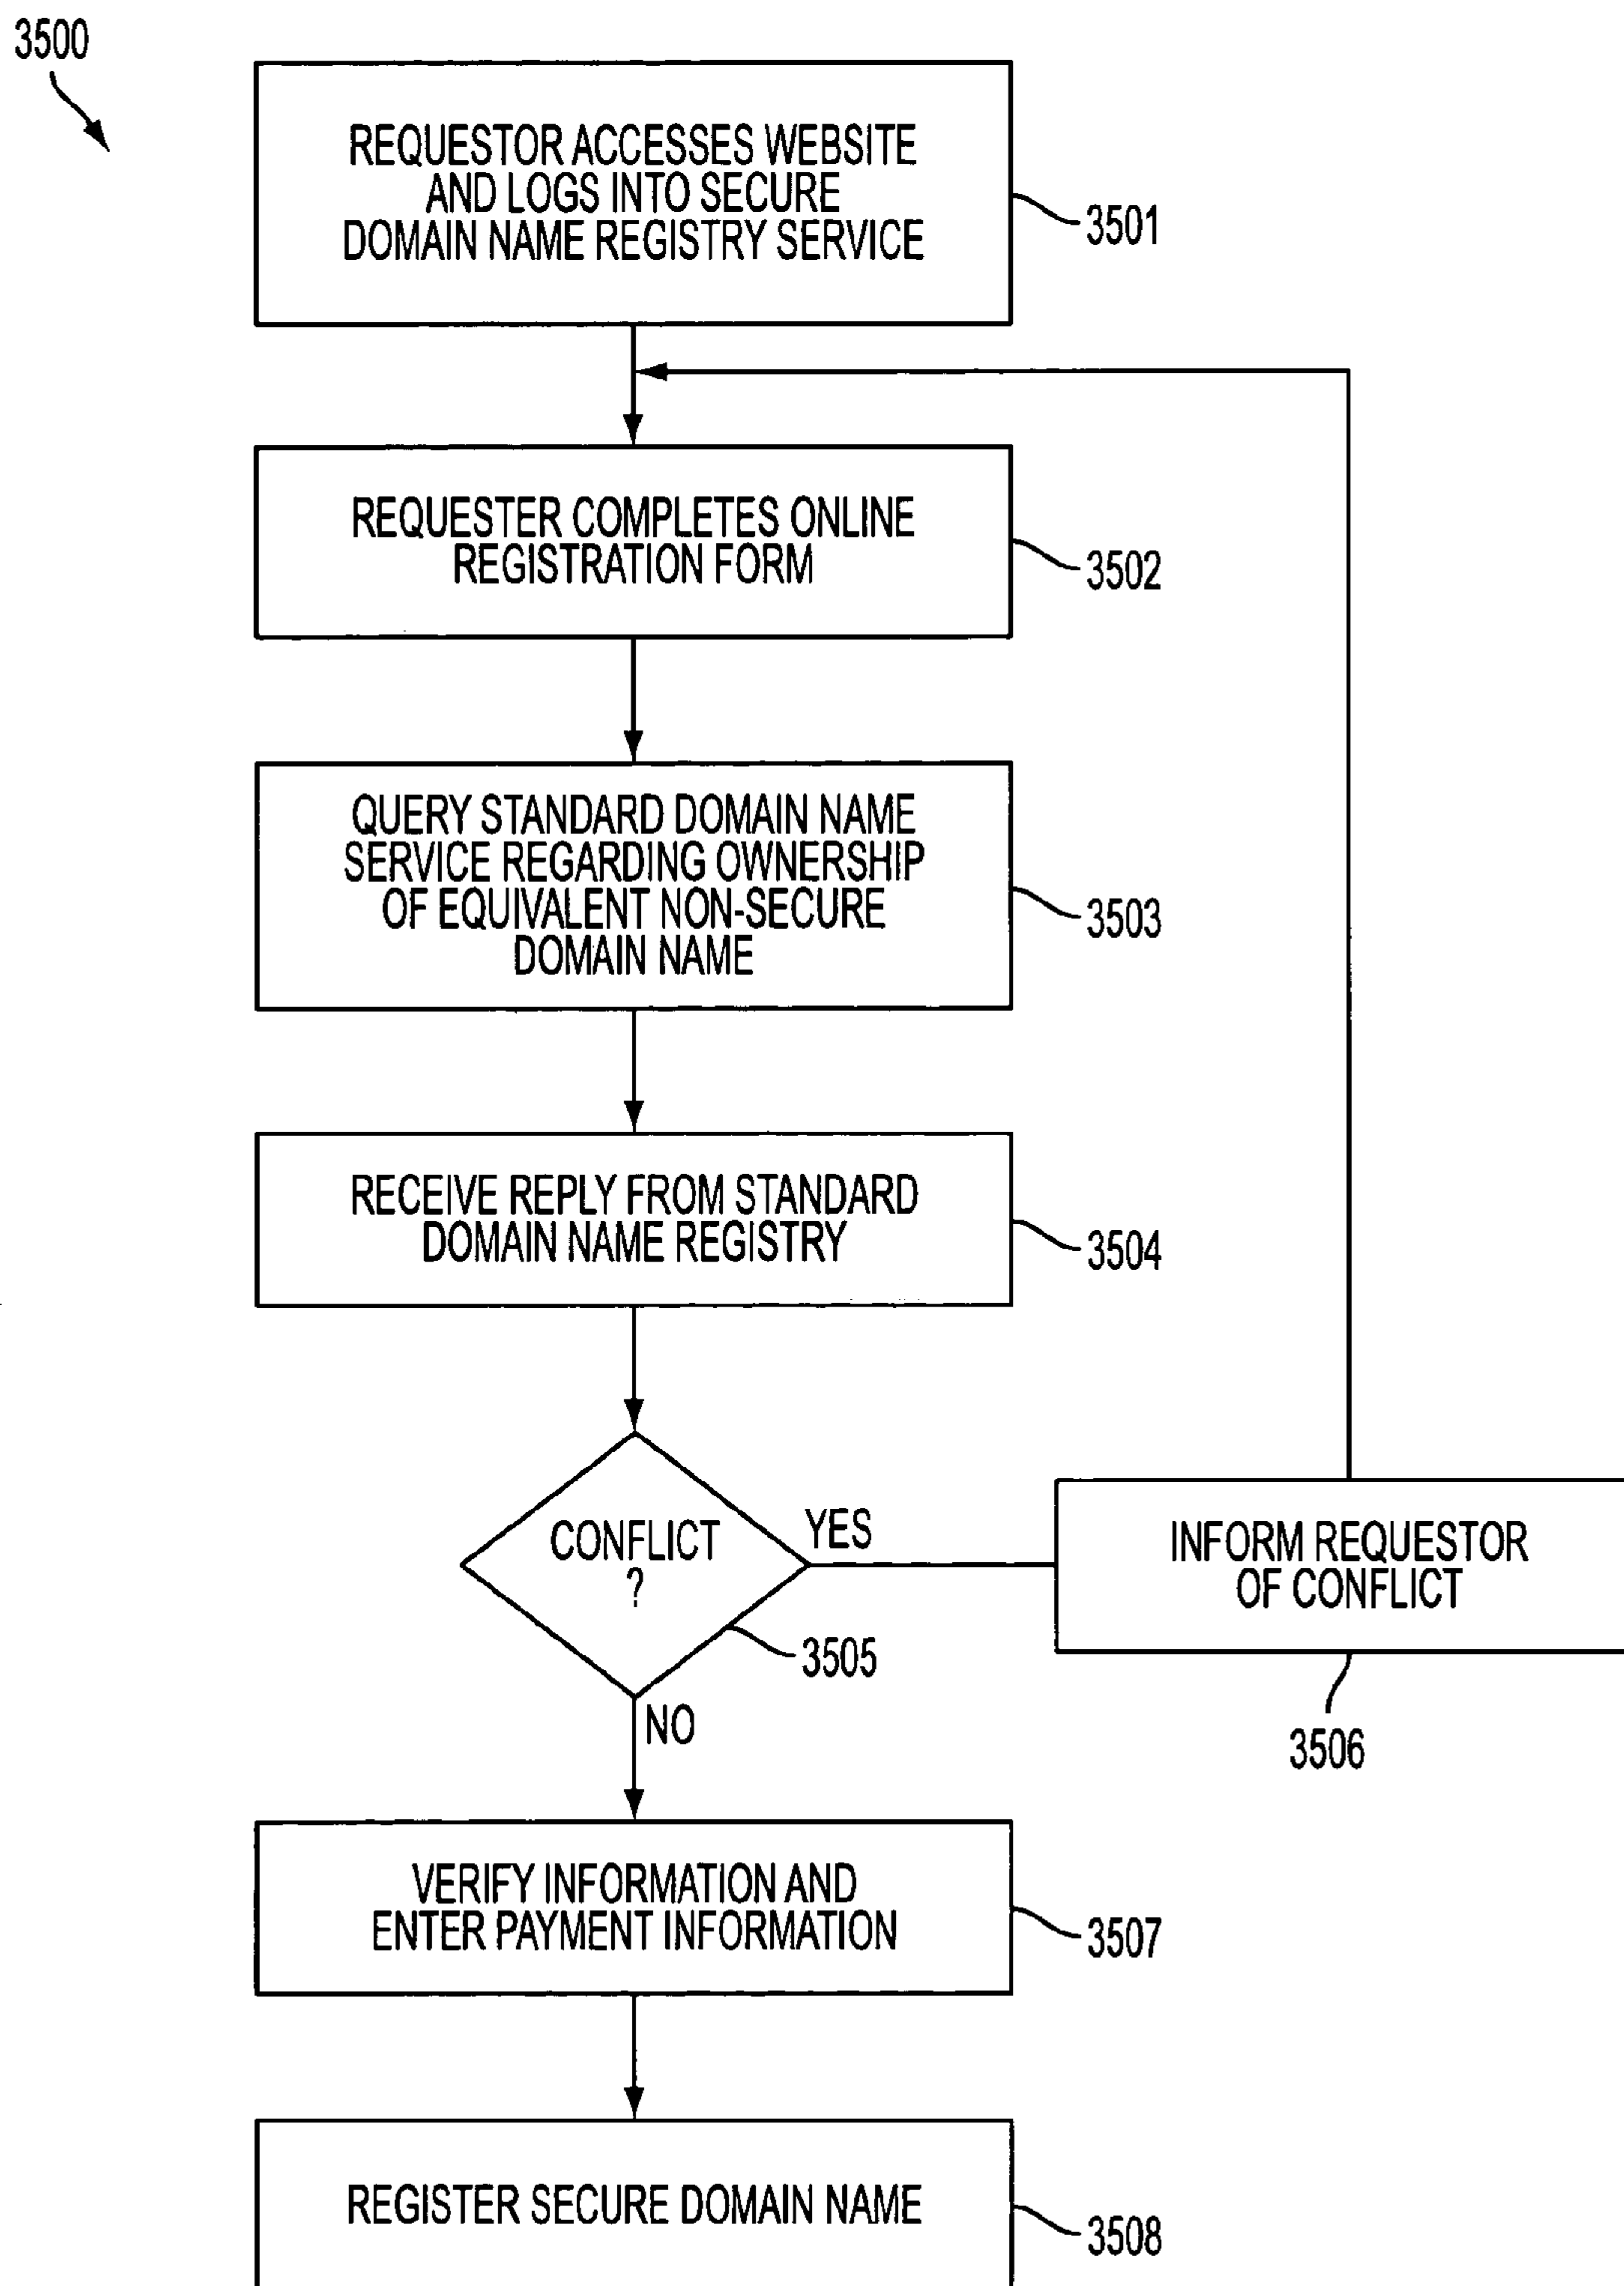 3500
REQUESTOR ACCESSES WEBSITE
AND LOGS INTO SECURE
DOMAIN NAME REGISTRY SERVICE
3501
REQUESTER COMPLETES ONLINE
REGISTRATION FORM
3502
QUERY STANDARD DOMAIN NAME
SERVICE REGARDING OWNERSHIP
OF EQUIVALENT NON-SECURE
DOMAIN NAME
3503
RECEIVE REPLY FROM STANDARD
DOMAIN NAME REGISTRY
3504
CONFLICT
?
YES
3505
INFORM REQUESTOR
OF CONFLICT
3506
NO
VERIFY INFORMATION AND
ENTER PAYMENT INFORMATION
3507
REGISTER SECURE DOMAIN NAME
3508